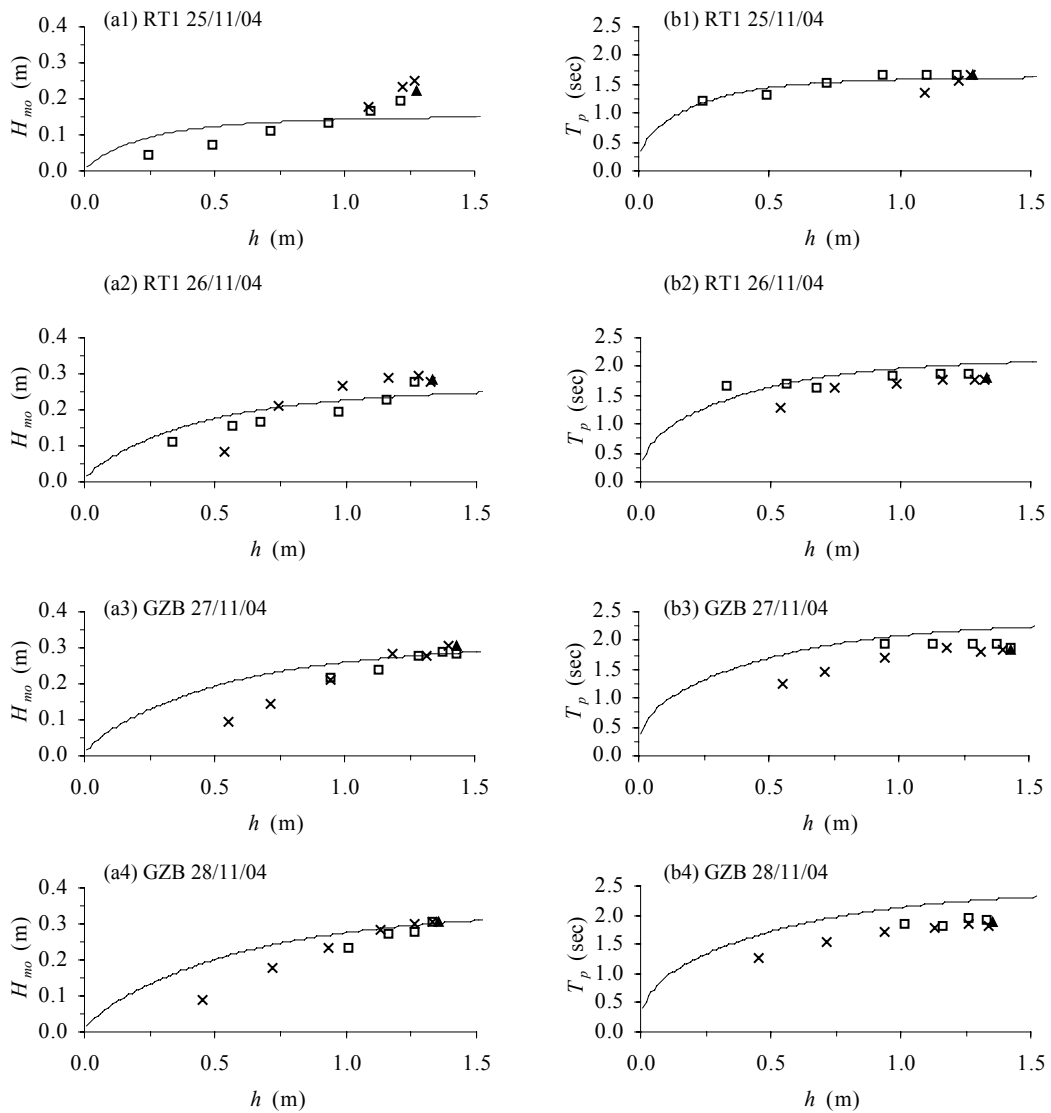 (a1) RT1 25/11/04
H_mo (m)
0.4
0.3
0.2
0.1
0.0
0.0 0.5 1.0 1.5
h (m)
(b1) RT1 25/11/04
T_p (sec)
2.5
2.0
1.5
1.0
0.5
0.0
0.0 0.5 1.0 1.5
h (m)
(a2) RT1 26/11/04
H_mo (m)
0.4
0.3
0.2
0.1
0.0
0.0 0.5 1.0 1.5
h (m)
(b2) RT1 26/11/04
T_p (sec)
2.5
2.0
1.5
1.0
0.5
0.0
0.0 0.5 1.0 1.5
h (m)
(a3) GZB 27/11/04
H_mo (m)
0.4
0.3
0.2
0.1
0.0
0.0 0.5 1.0 1.5
h (m)
(b3) GZB 27/11/04
T_p (sec)
2.5
2.0
1.5
1.0
0.5
0.0
0.0 0.5 1.0 1.5
h (m)
(a4) GZB 28/11/04
H_mo (m)
0.4
0.3
0.2
0.1
0.0
0.0 0.5 1.0 1.5
h (m)
(b4) GZB 28/11/04
T_p (sec)
2.5
2.0
1.5
1.0
0.5
0.0
0.0 0.5 1.0 1.5
h (m)